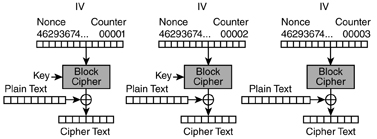 IV IV IV
Nonce Counter Nonce Counter Nonce Counter
46293674... 00001 46293674... 00002 46293674... 00003
Key Block Cipher Key Block Cipher Block Cipher
Plain Text Plain Text Plain Text
Cipher Text Cipher Text Cipher Text